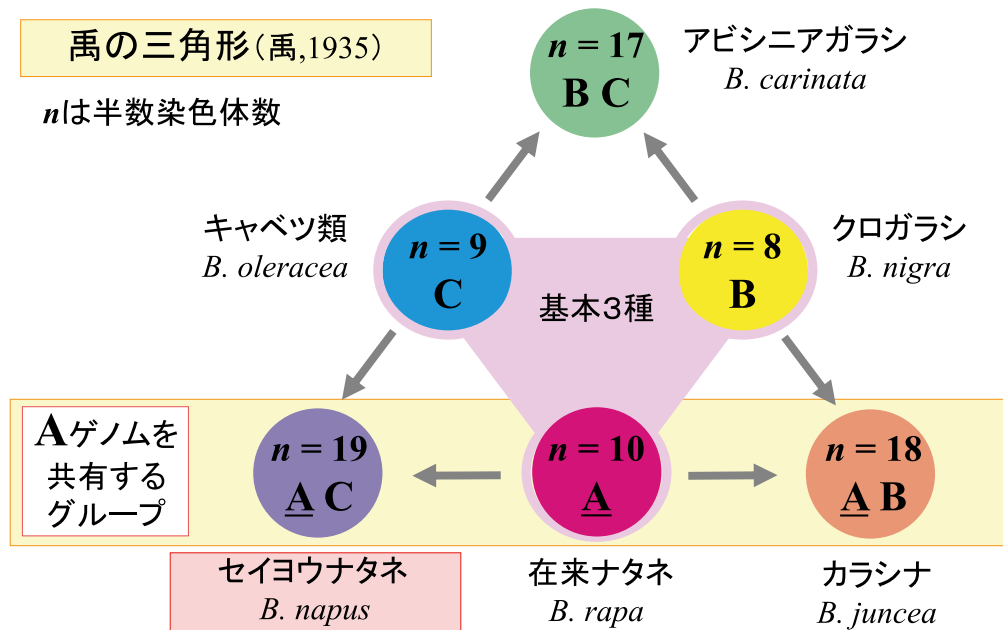 禹の三角形(禹,1935)
nは半数染色体数
n = 17
B C
アビシニアガラシ
B. carinata
キャベツ類
B. oleracea
n = 9
C
n = 8
B
クロガラシ
B. nigra
基本3種
Aゲノムを
共有する
グループ
n = 19
A C
n = 10
A
n = 18
A B
セイヨウナタネ
B. napus
在来ナタネ
B. rapa
カラシナ
B. juncea